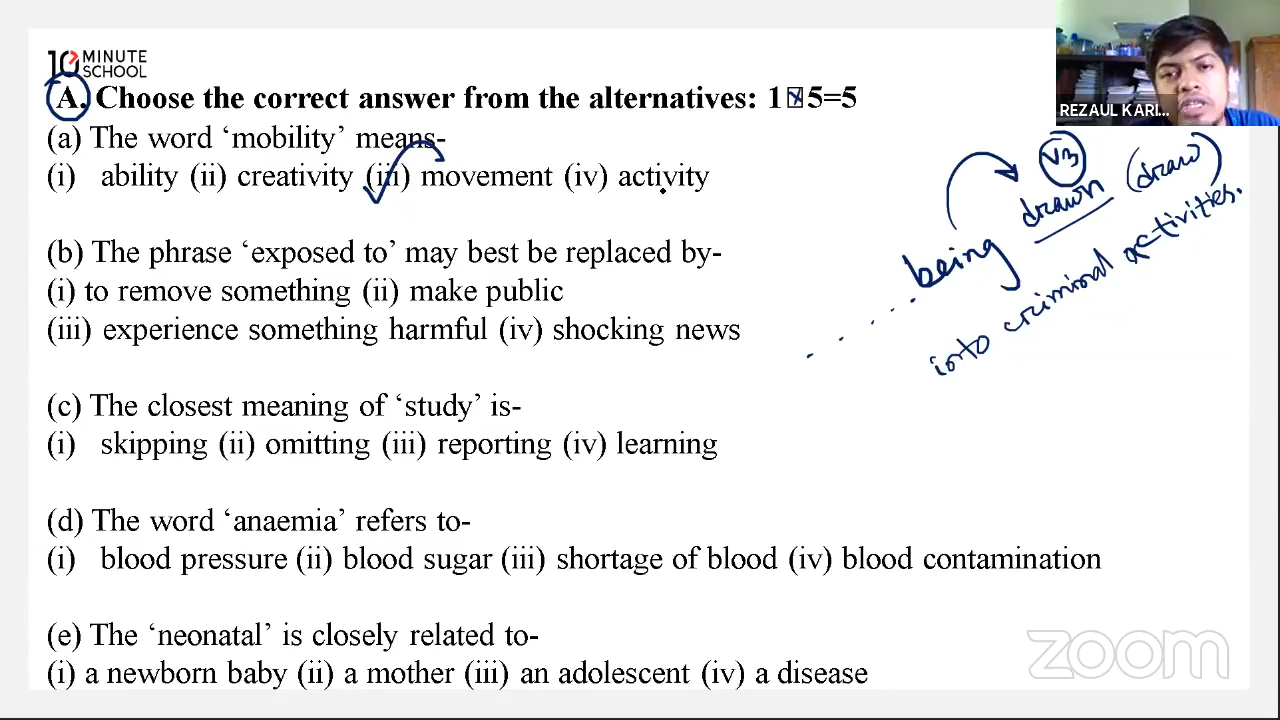 10 MINUTE SCHOOL
A. Choose the correct answer from the alternatives: 1 × 5=5
REZAUL KARI...
(a) The word ‘mobility’ means-
(i) ability (ii) creativity (iii) movement (iv) activity
V3
drawn (draw)
being
into criminal activities.
(b) The phrase ‘exposed to’ may best be replaced by-
(i) to remove something (ii) make public
(iii) experience something harmful (iv) shocking news
(c) The closest meaning of ‘study’ is-
(i) skipping (ii) omitting (iii) reporting (iv) learning
(d) The word ‘anaemia’ refers to-
(i) blood pressure (ii) blood sugar (iii) shortage of blood (iv) blood contamination
(e) The ‘neonatal’ is closely related to-
(i) a newborn baby (ii) a mother (iii) an adolescent (iv) a disease
zoom